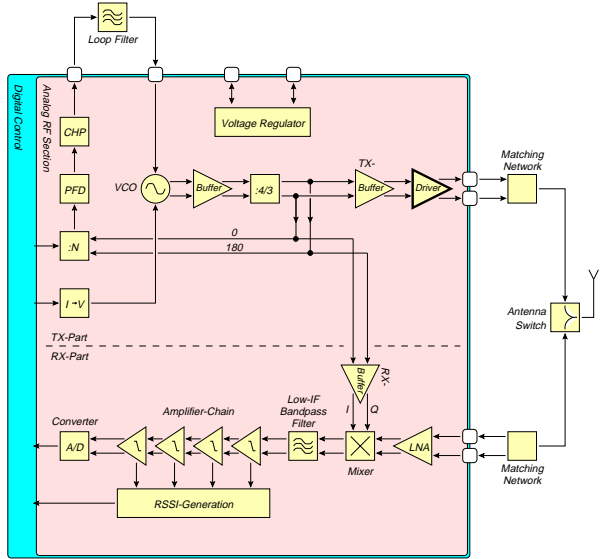 Loop Filter
Digital Control
Analog RF Section
CHP
Voltage Regulator
PFD
VCO
Buffer
:4/3
TX-
Buffer
Driver
Matching
Network
0
180
:N
I→V
Antenna
Switch
TX-Part
RX-Part
RX-
Buffer
I
Q
Converter
Amplifier-Chain
Low-IF
Bandpass
Filter
A/D
LNA
Mixer
Matching
Network
RSSI-Generation